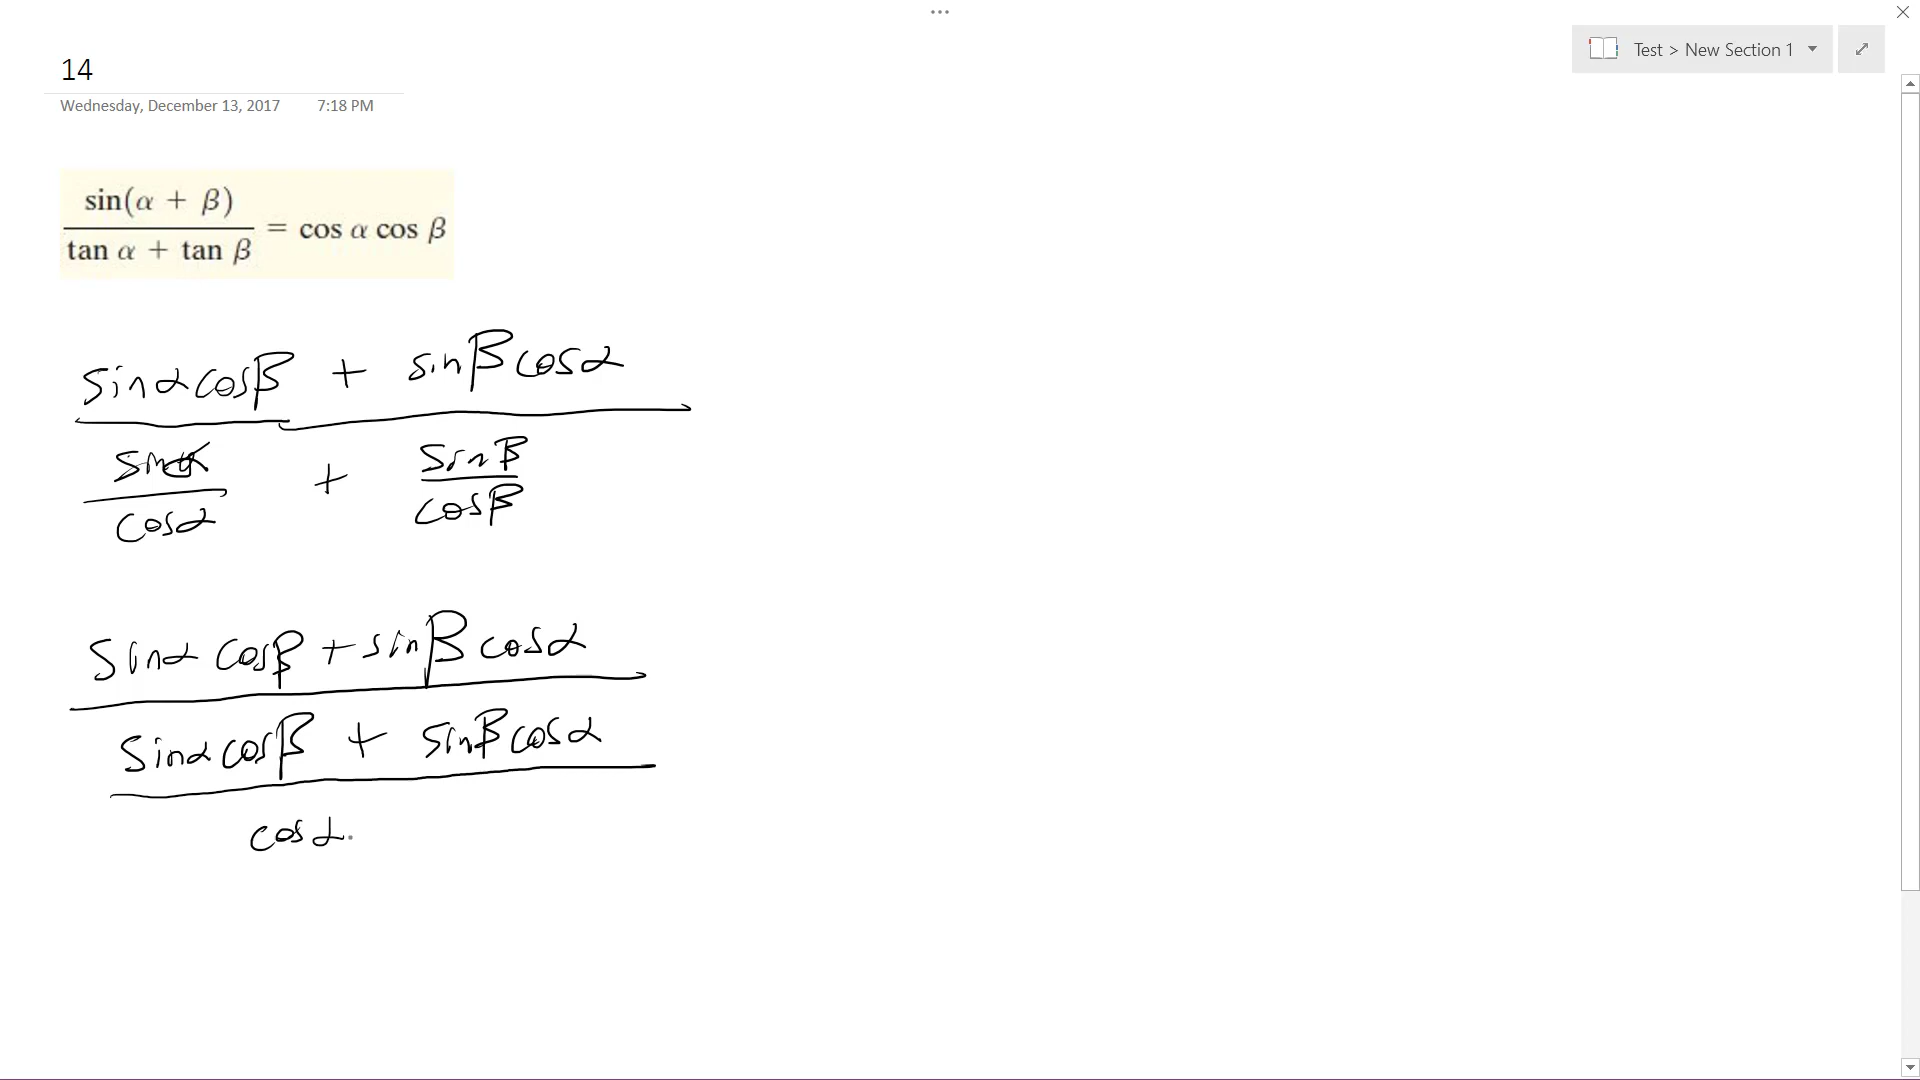 ...
Test > New Section 1
14
Wednesday, December 13, 2017 7:18 PM
sin(α + β)
tan α + tan β
= cos α cos β
sinα cosβ + sinβ cosα
sinα + sinβ
cosα cosβ
sinα cosβ + sinβ cosα
sinα cosβ + sinβ cosα
cosα